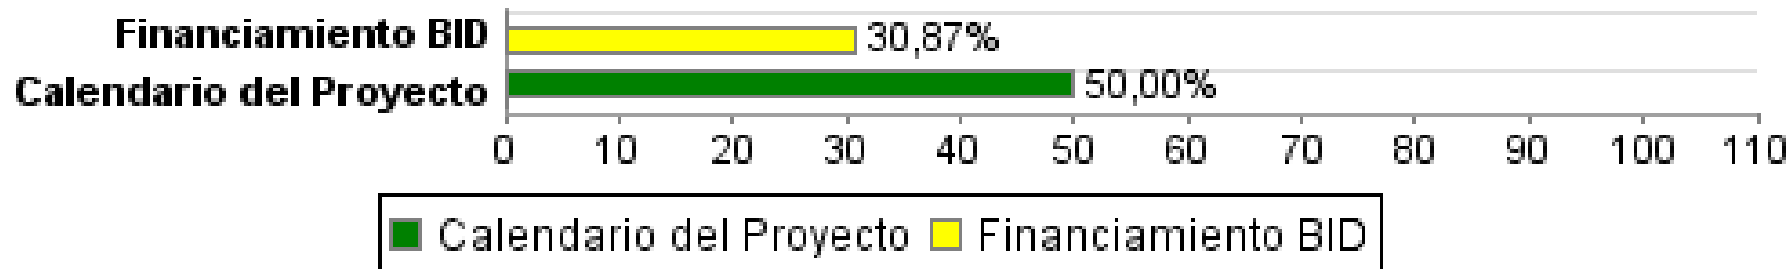 Financiamiento BID 30,87%
Calendario del Proyecto 50,00%
0 10 20 30 40 50 60 70 80 90 100 110
Calendario del Proyecto Financiamiento BID